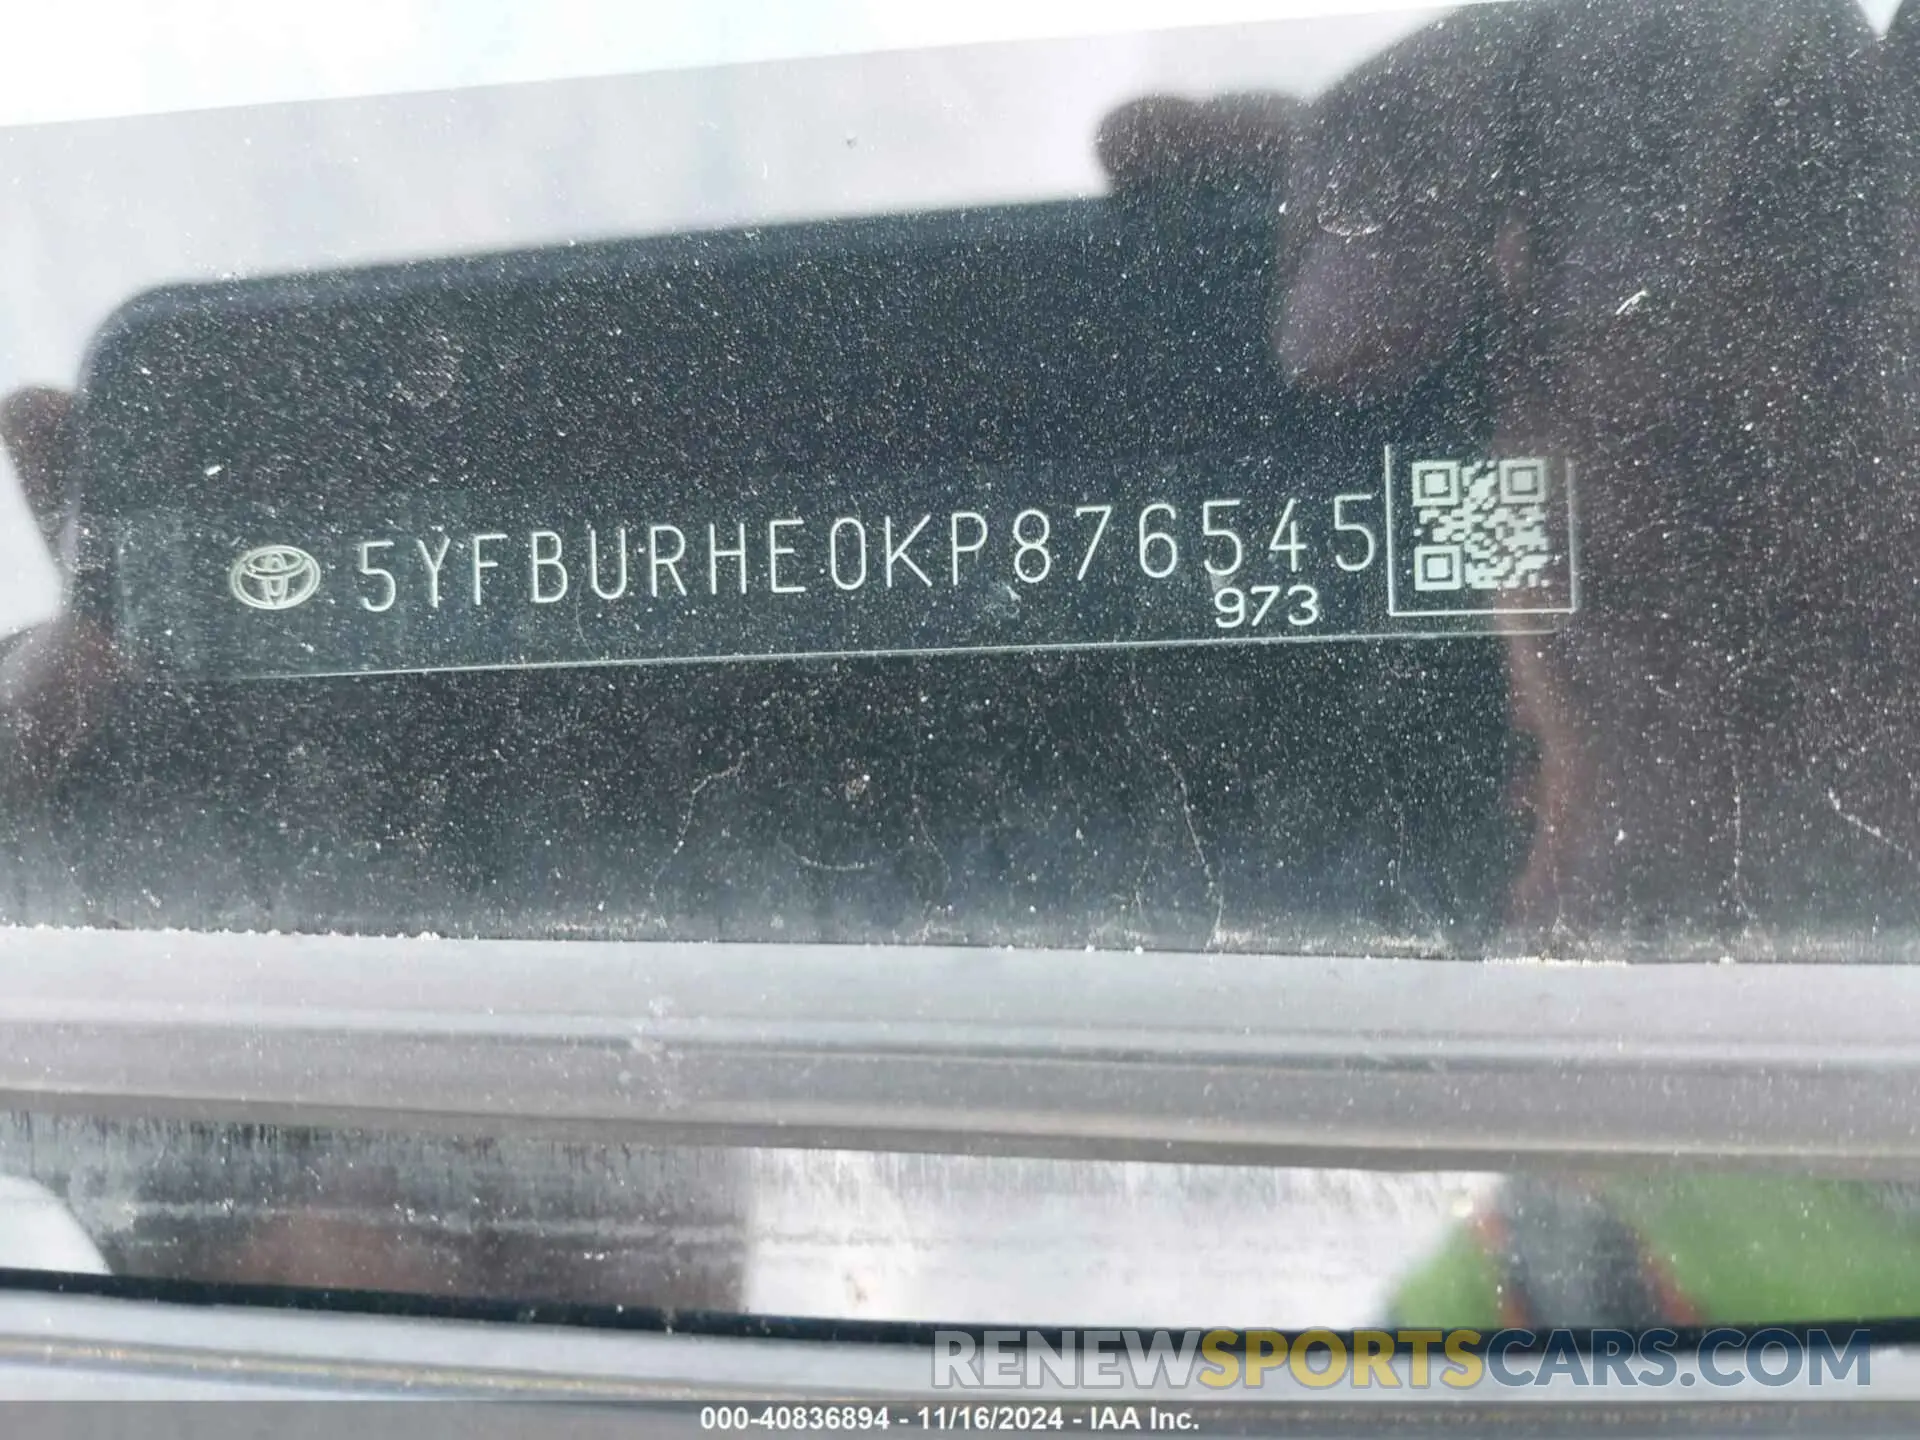 5YFBURHE0KP876545
973
RENEWSPORTSCARS.COM
000-40836894 - 11/16/2024 - IAA Inc.